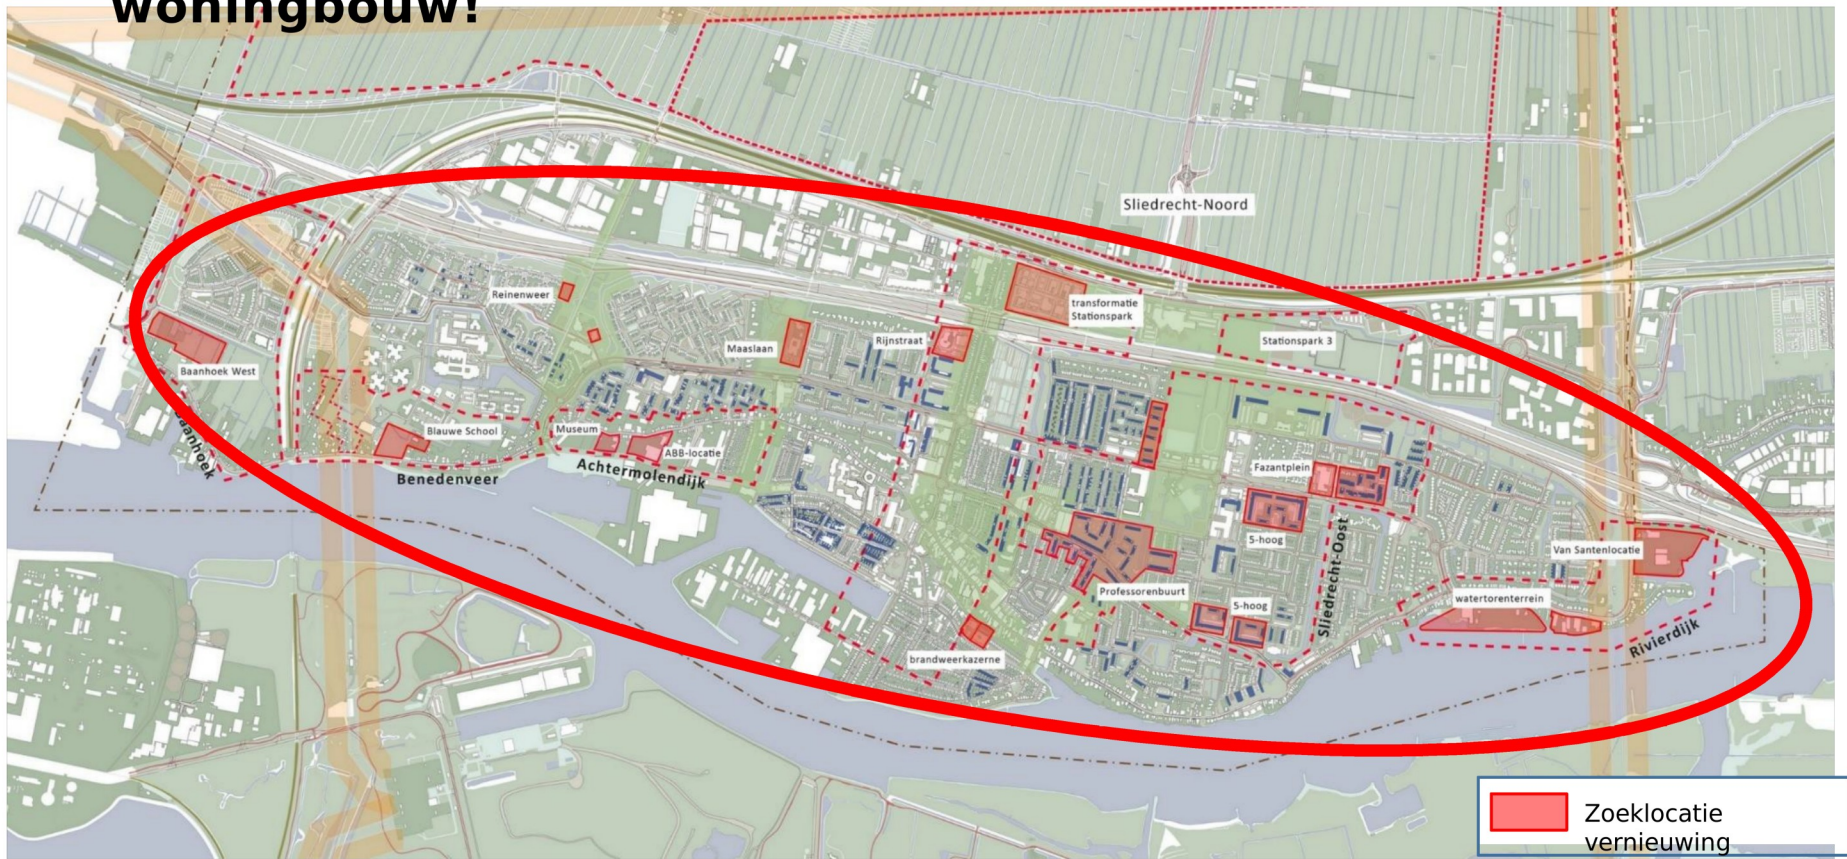 woningbouw!
Sliedrecht-Noord
Reinenweer
transformatie
Stationspark
Maaslaan
Rijnstraat
Stationspark 3
Baanhoek West
Baanhoek
Blauwe School
Museum
ABB-locatie
Benedenveer
Achtermolendijk
Fazantplein
5-hoog
Sliedrecht-Oost
Van Santenlocatie
Professorenbuurt
5-hoog
watertorenterrein
Rivierdijk
brandweerkazerne
Zoeklocatie
vernieuwing